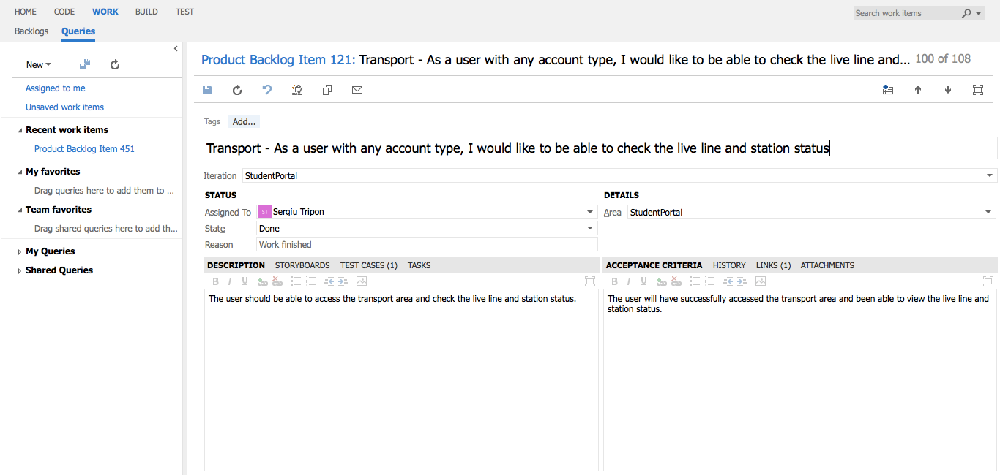 HOME CODE WORK BUILD TEST
Search work items
Backlogs Queries
New
Assigned to me
Unsaved work items
Recent work items
Product Backlog Item 451
My favorites
Drag queries here to add them to ...
Team favorites
Drag shared queries here to add th...
My Queries
Shared Queries
Product Backlog Item 121: Transport - As a user with any account type, I would like to be able to check the live line and... 100 of 108
Tags Add...
Transport - As a user with any account type, I would like to be able to check the live line and station status
Iteration StudentPortal
STATUS
Assigned To ST Sergiu Tripon
State Done
Reason Work finished
DETAILS
Area StudentPortal
DESCRIPTION STORYBOARDS TEST CASES (1) TASKS
B I U
The user should be able to access the transport area and check the live line and station status.
ACCEPTANCE CRITERIA HISTORY LINKS (1) ATTACHMENTS
B I U
The user will have successfully accessed the transport area and been able to view the live line and
station status.